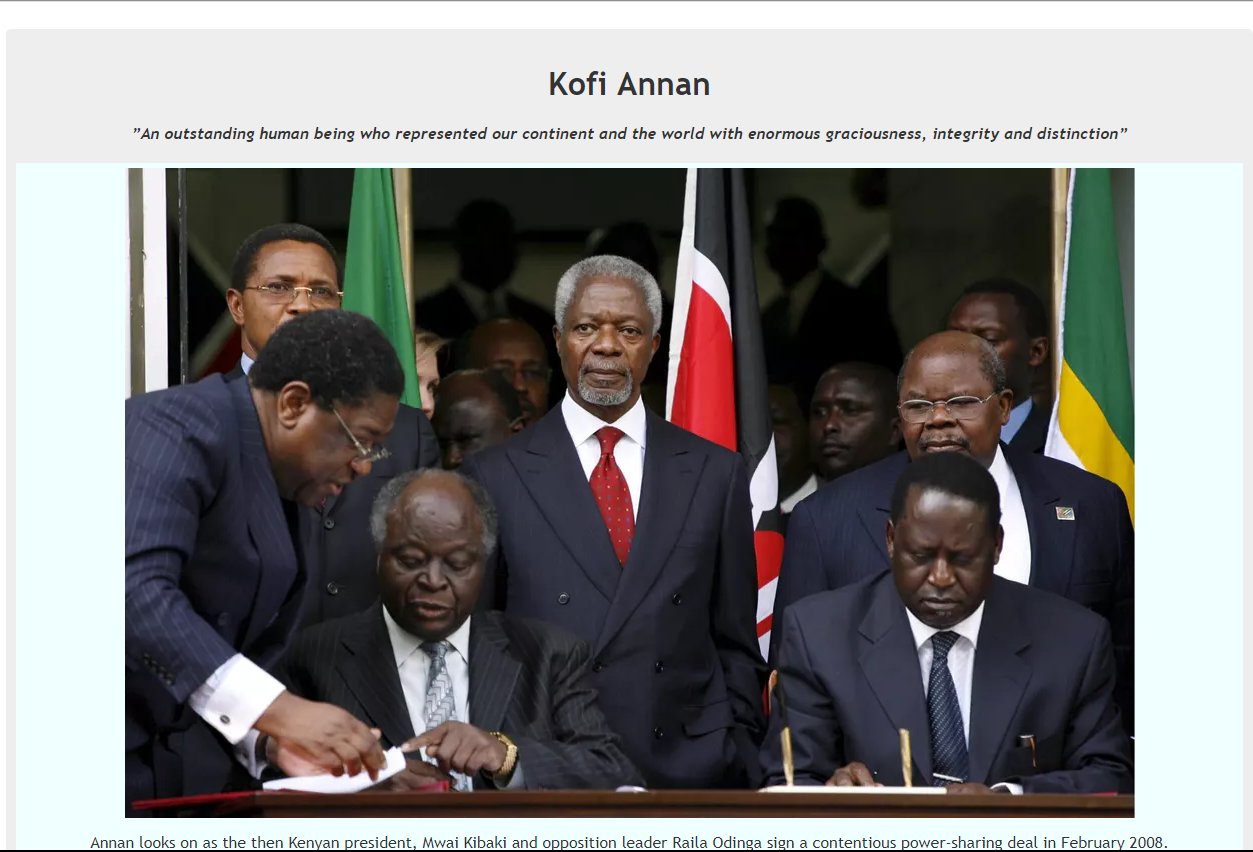 Kofi Annan
”An outstanding human being who represented our continent and the world with enormous graciousness, integrity and distinction”
Annan looks on as the then Kenyan president, Mwai Kibaki and opposition leader Raila Odinga sign a contentious power-sharing deal in February 2008.